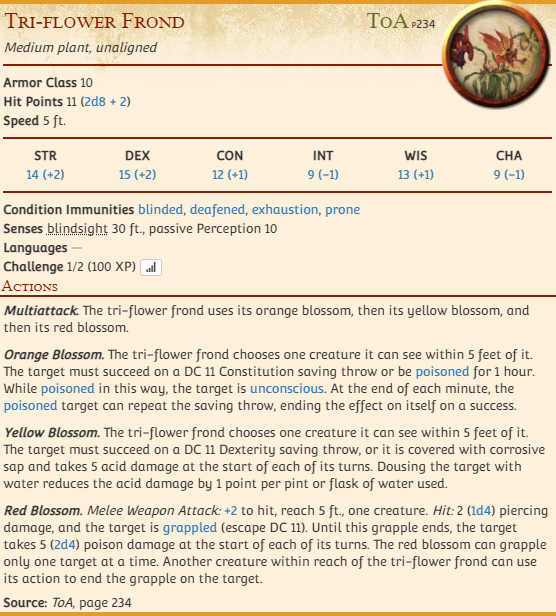 Tri-flower Frond ToA p234
Medium plant, unaligned
Armor Class 10
Hit Points 11 (2d8 + 2)
Speed 5 ft.
STR DEX CON INT WIS CHA
14 (+2) 15 (+2) 12 (+1) 9 (−1) 13 (+1) 9 (−1)
Condition Immunities blinded, deafened, exhaustion, prone
Senses blindsight 30 ft., passive Perception 10
Languages —
Challenge 1/2 (100 XP)
Actions
Multiattack. The tri-flower frond uses its orange blossom, then its yellow blossom, and
then its red blossom.
Orange Blossom. The tri-flower frond chooses one creature it can see within 5 feet of it.
The target must succeed on a DC 11 Constitution saving throw or be poisoned for 1 hour.
While poisoned in this way, the target is unconscious. At the end of each minute, the
poisoned target can repeat the saving throw, ending the effect on itself on a success.
Yellow Blossom. The tri-flower frond chooses one creature it can see within 5 feet of it.
The target must succeed on a DC 11 Dexterity saving throw, or it is covered with corrosive
sap and takes 5 acid damage at the start of each of its turns. Dousing the target with
water reduces the acid damage by 1 point per pint or flask of water used.
Red Blossom. Melee Weapon Attack: +2 to hit, reach 5 ft., one creature. Hit: 2 (1d4) piercing
damage, and the target is grappled (escape DC 11). Until this grapple ends, the target
takes 5 (2d4) poison damage at the start of each of its turns. The red blossom can grapple
only one target at a time. Another creature within reach of the tri-flower frond can use
its action to end the grapple on the target.
Source: ToA, page 234